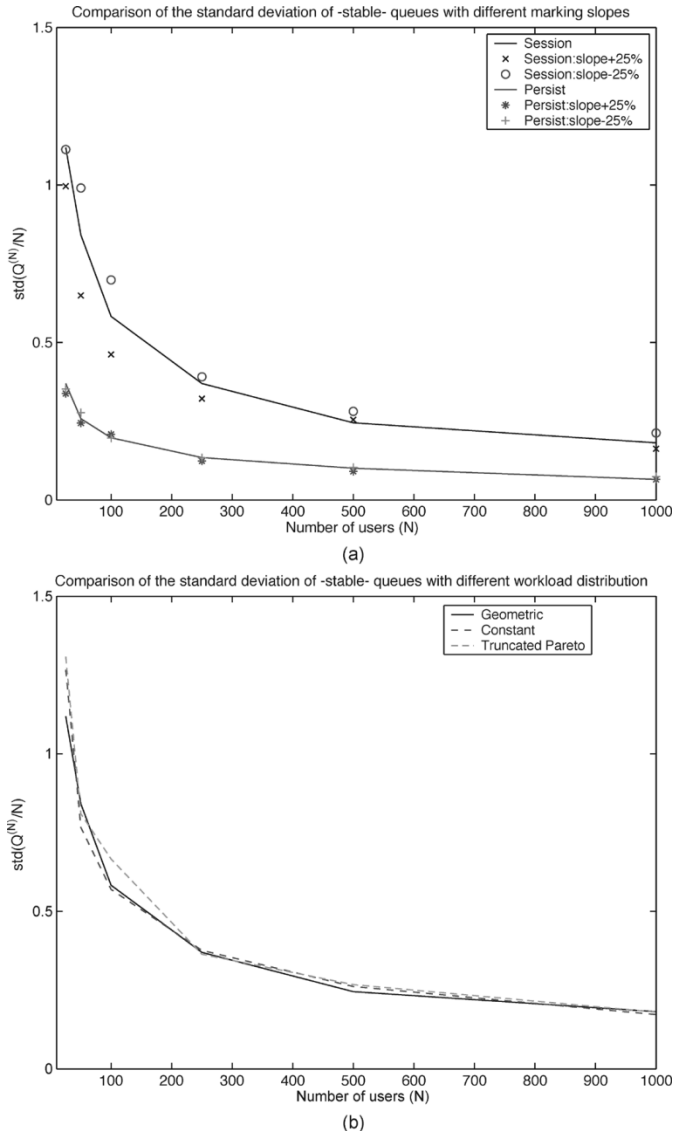 Comparison of the standard deviation of -stable- queues with different marking slopes
1.5
1
0.5
0
std(Q^(N)/N)
Session
Session:slope+25%
Session:slope-25%
Persist
Persist:slope+25%
Persist:slope-25%
100 200 300 400 500 600 700 800 900 1000
Number of users (N)
(a)
Comparison of the standard deviation of -stable- queues with different workload distribution
1.5
1
0.5
0
std(Q^(N)/N)
Geometric
Constant
Truncated Pareto
100 200 300 400 500 600 700 800 900 1000
Number of users (N)
(b)